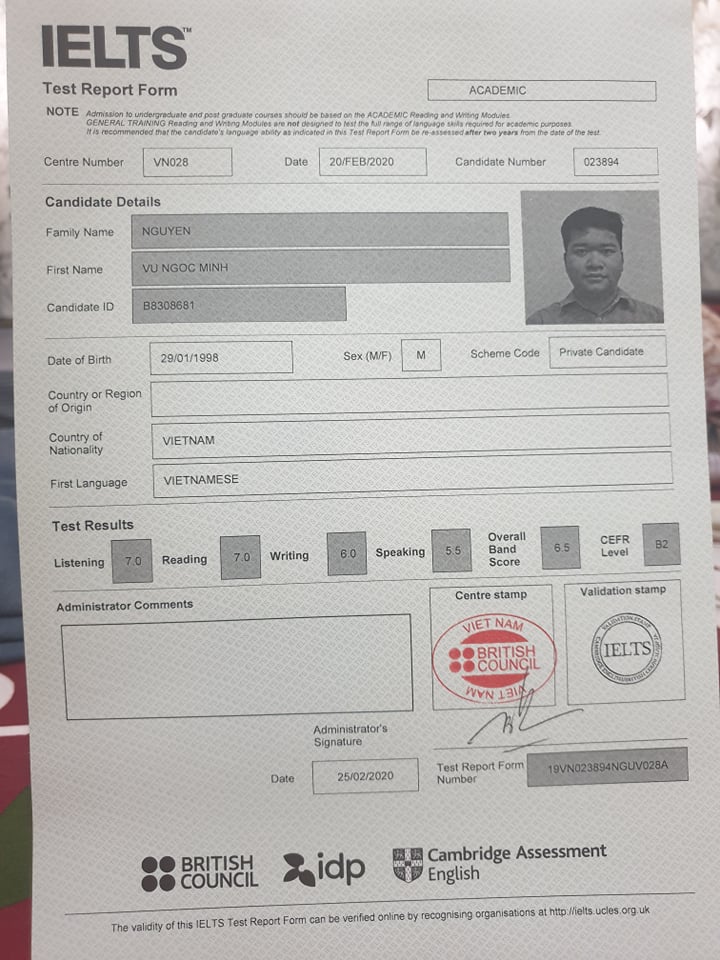 IELTS™
Test Report Form
ACADEMIC
NOTE Admission to undergraduate and post graduate courses should be based on the ACADEMIC Reading and Writing Modules.
GENERAL TRAINING Reading and Writing Modules are not designed to test the full range of language skills required for academic purposes.
It is recommended that the candidate's language ability as indicated in this Test Report Form be re-assessed after two years from the date of the test.
Centre Number VN028 Date 20/FEB/2020 Candidate Number 023894
Candidate Details
Family Name NGUYEN
First Name VU NGOC MINH
Candidate ID B8308681
Date of Birth 29/01/1998 Sex (M/F) M Scheme Code Private Candidate
Country or Region
of Origin
Country of
Nationality
VIETNAM
First Language VIETNAMESE
Test Results
Listening 7.0 Reading 7.0 Writing 6.0 Speaking 5.5 Overall
Band
Score
6.5 CEFR
Level
B2
Administrator Comments
Centre stamp
Validation stamp
VIET NAM
BRITISH
COUNCIL
VIET NAM
VALIDATION STAMP
IELTS
Administrator's
Signature
Date 25/02/2020
Test Report Form
Number
19VN023894NGUV028A
BRITISH
COUNCIL
idp
Cambridge Assessment
English
The validity of this IELTS Test Report Form can be verified online by recognising organisations at http://ielts.ucles.org.uk